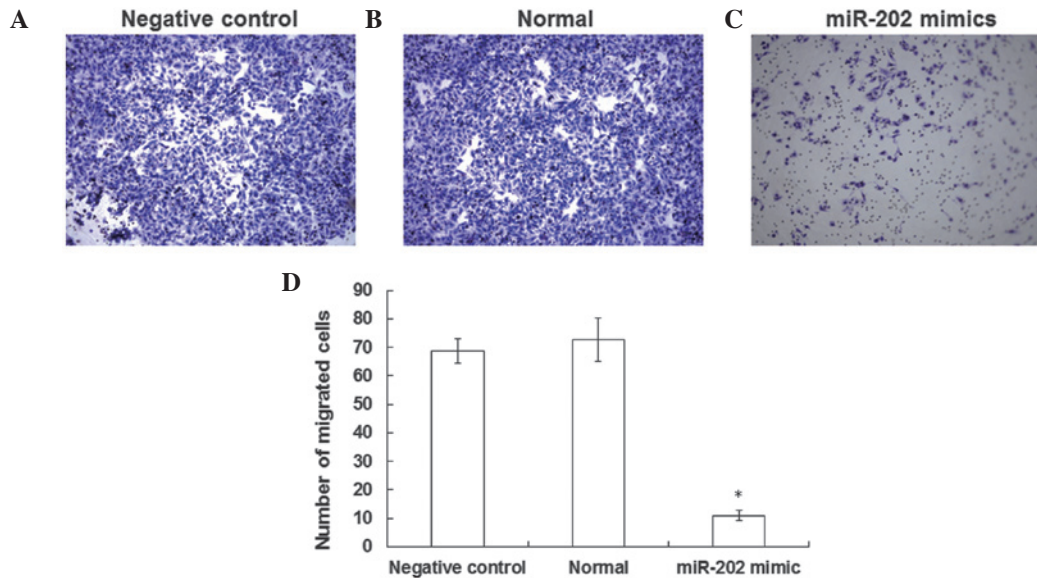 A
Negative control
B
Normal
C
miR-202 mimics
D
Number of migrated cells
90
80
70
60
50
40
30
20
10
0
*
Negative control
Normal
miR-202 mimic